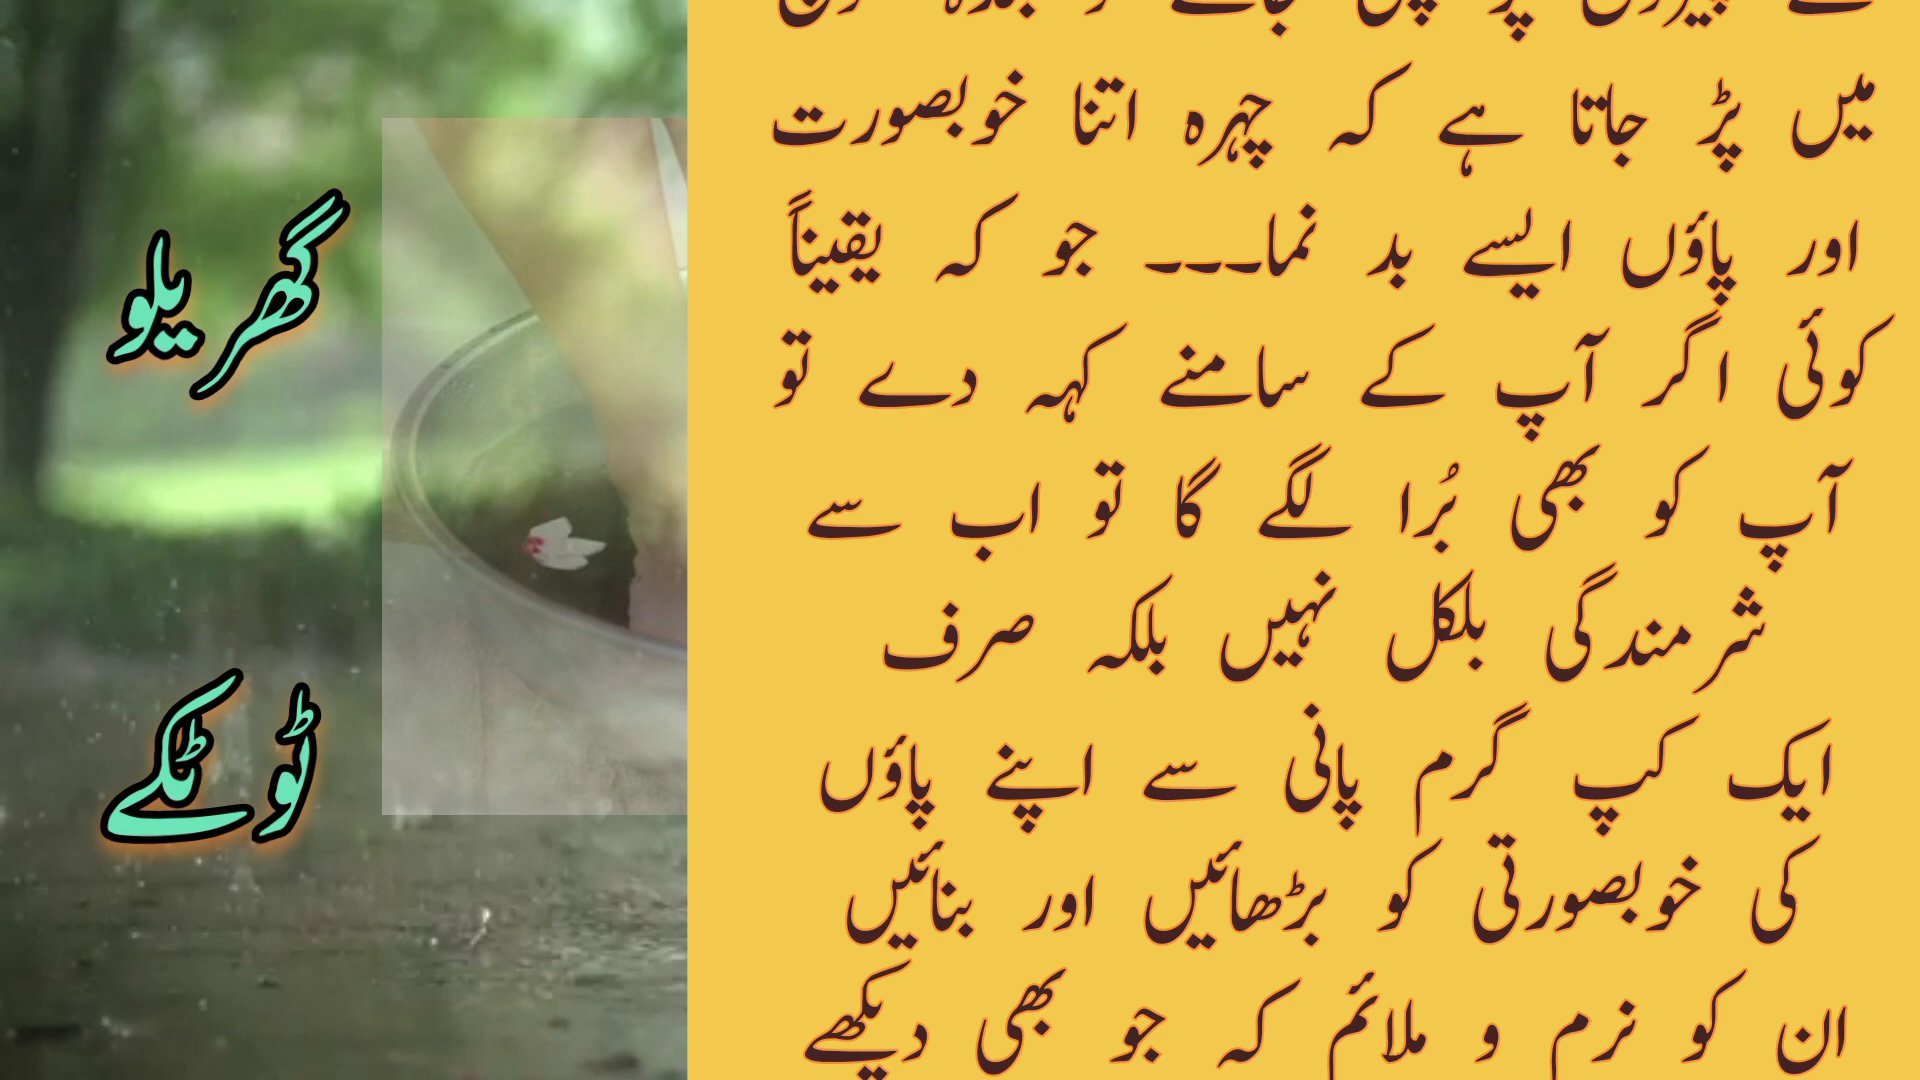 گھریلو
ٹوٹکے
میں پڑ جاتا ہے کہ چہرہ اتنا خوبصورت
اور پاؤں ایسے بد نما۔۔۔ جو کہ یقیناً
کوئی اگر آپ کے سامنے کہہ دے تو
آپ کو بھی بُرا لگے گا تو اب سے
شرمندگی بلکل نہیں بلکہ صرف
ایک کپ گرم پانی سے اپنے پاؤں
کی خوبصورتی کو بڑھائیں اور بنائیں
ان کو نرم و ملائم کہ جو بھی دیکھے